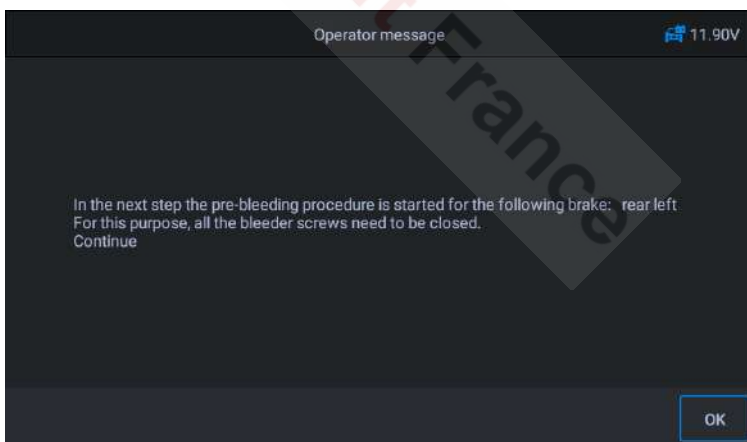 Operator message
11.90V
In the next step the pre-bleeding procedure is started for the following brake: rear left
For this purpose, all the bleeder screws need to be closed.
Continue
France
OK